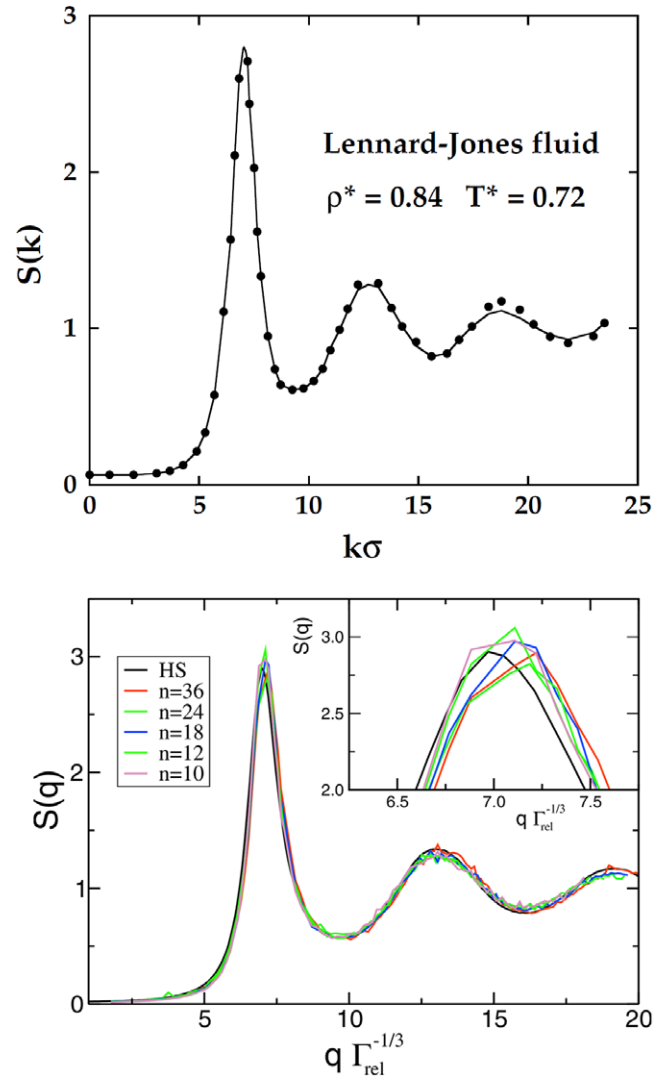 3
2
1
0
S(k)
Lennard-Jones fluid
ρ* = 0.84 T* = 0.72
0 5 10 15 20 25
kσ
3
2
1
0
S(q)
HS
n=36
n=24
n=18
n=12
n=10
S(q)
3.0
2.5
2.0
6.5 7.0 7.5
q Γ_rel^-1/3
5 10 15 20
q Γ_rel^-1/3